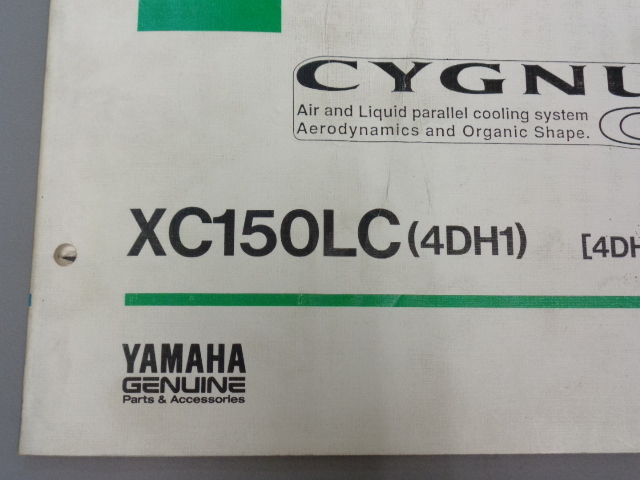 CYGNU
Air and Liquid parallel cooling system
Aerodynamics and Organic Shape.
XC150LC (4DH1) [4DH
YAMAHA
GENUINE
Parts & Accessories